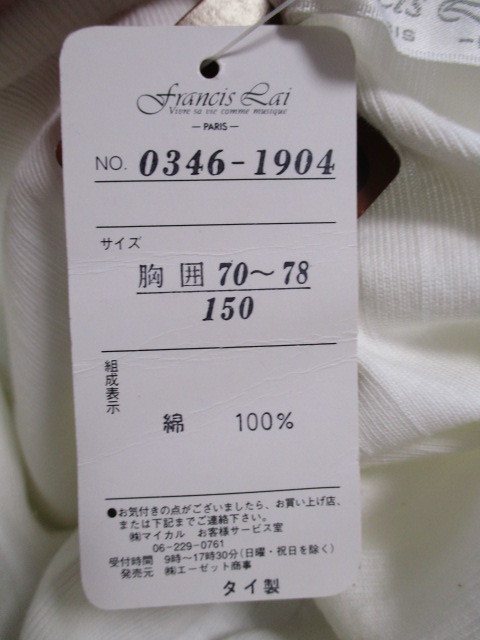 Francis Lai
Vivre sa vie comme musique
— PARIS —
NO. 0346-1904
サイズ
胸囲 70~78
150
組成表示
綿 100%
●お気付きの点がございましたら、お買い上げ店、
または下記までご連絡下さい。
㈱マイカル お客様サービス室
06-229-0761
受付時間 9時〜17時30分(日曜・祝日を除く)
発売元 ㈱エーゼット商事
タイ製